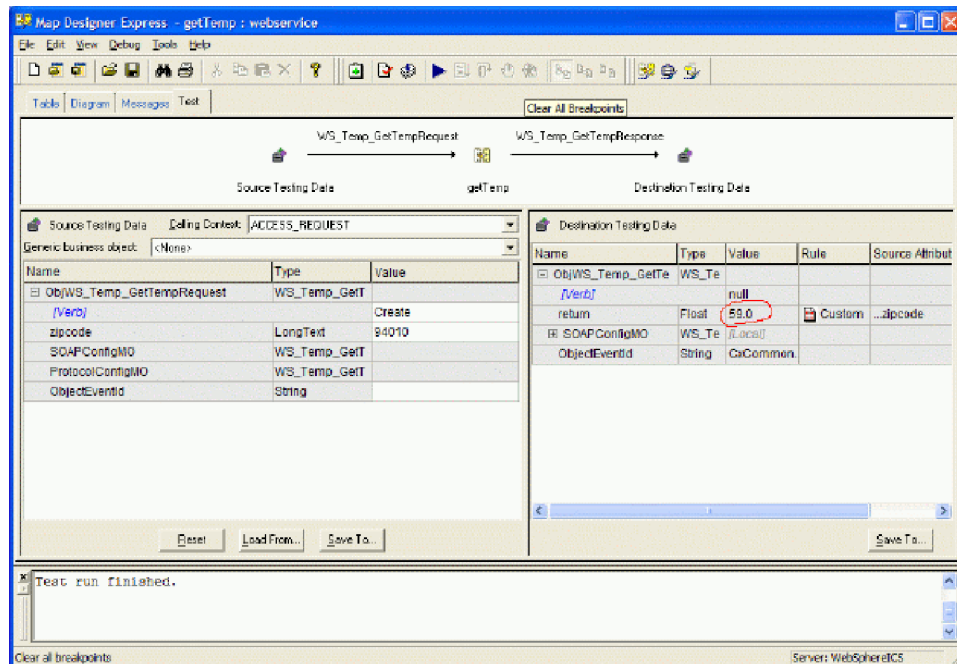 Map Designer Express - getTemp : webservice
File Edit View Debug Tools Help
Table Diagram Messages Test
Clear All Breakpoints
WS_Temp_GetTempRequest WS_Temp_GetTempResponse
Source Testing Data getTemp Destination Testing Data
Source Testing Data Calling Context: ACCESS_REQUEST
Generic business object: <None>
Name Type Value
ObjWS_Temp_GetTempRequest WS_Temp_GetT
[Verb] Create
zipcode LongText 94010
SOAPConfigMO WS_Temp_GetT
ProtocolConfigMO WS_Temp_GetT
ObjectEventId String
Reset Load From... Save To...
Destination Testing Data
Name Type Value Rule Source Attribut
ObjWS_Temp_GetTe WS_Te
[Verb] null
return Float 59.0 Custom ...zipcode
SOAPConfigMO WS_Te [Local]
ObjectEventId String CxCommon.
Save To...
Test run finished.
Clear all breakpoints Server: WebSphereICS